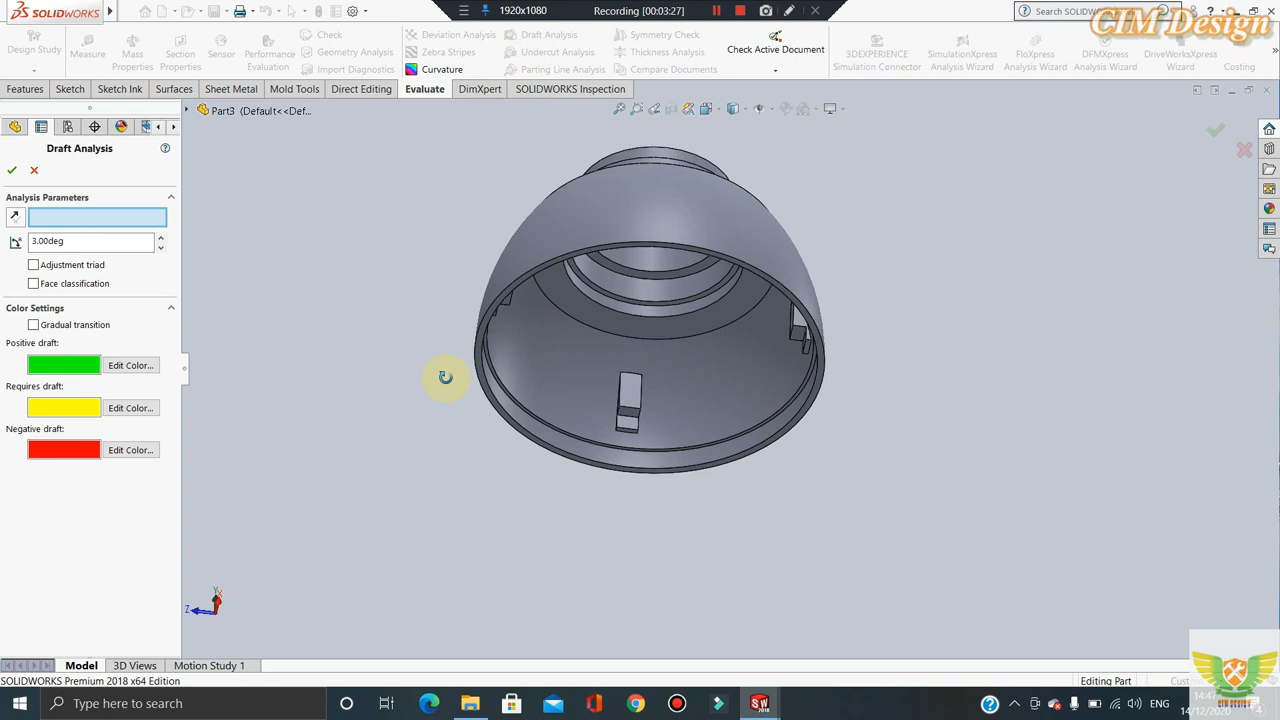 SOLIDWORKS
1920x1080
Recording [00:03:27]
Search SOLIDWORKS
CIM Design
Design Study
Measure
Mass Properties
Section Properties
Sensor
Performance Evaluation
Check
Geometry Analysis
Import Diagnostics
Deviation Analysis
Zebra Stripes
Curvature
Draft Analysis
Undercut Analysis
Parting Line Analysis
Symmetry Check
Thickness Analysis
Compare Documents
Check Active Document
3DEXPERIENCE Simulation Connector
SimulationXpress Analysis Wizard
FloXpress Analysis Wizard
DFMXpress Analysis Wizard
DriveWorksXpress Wizard
Costing
Features
Sketch
Sketch Ink
Surfaces
Sheet Metal
Mold Tools
Direct Editing
Evaluate
DimXpert
SOLIDWORKS Inspection
Part3 (Default<<Def...
Draft Analysis
Analysis Parameters
3.00deg
Adjustment triad
Face classification
Color Settings
Gradual transition
Positive draft:
Edit Color...
Requires draft:
Edit Color...
Negative draft:
Edit Color...
Z
Model
3D Views
Motion Study 1
SOLIDWORKS Premium 2018 x64 Edition
Editing Part
Type here to search
ENG
14/12/2020
CIM DESIGN